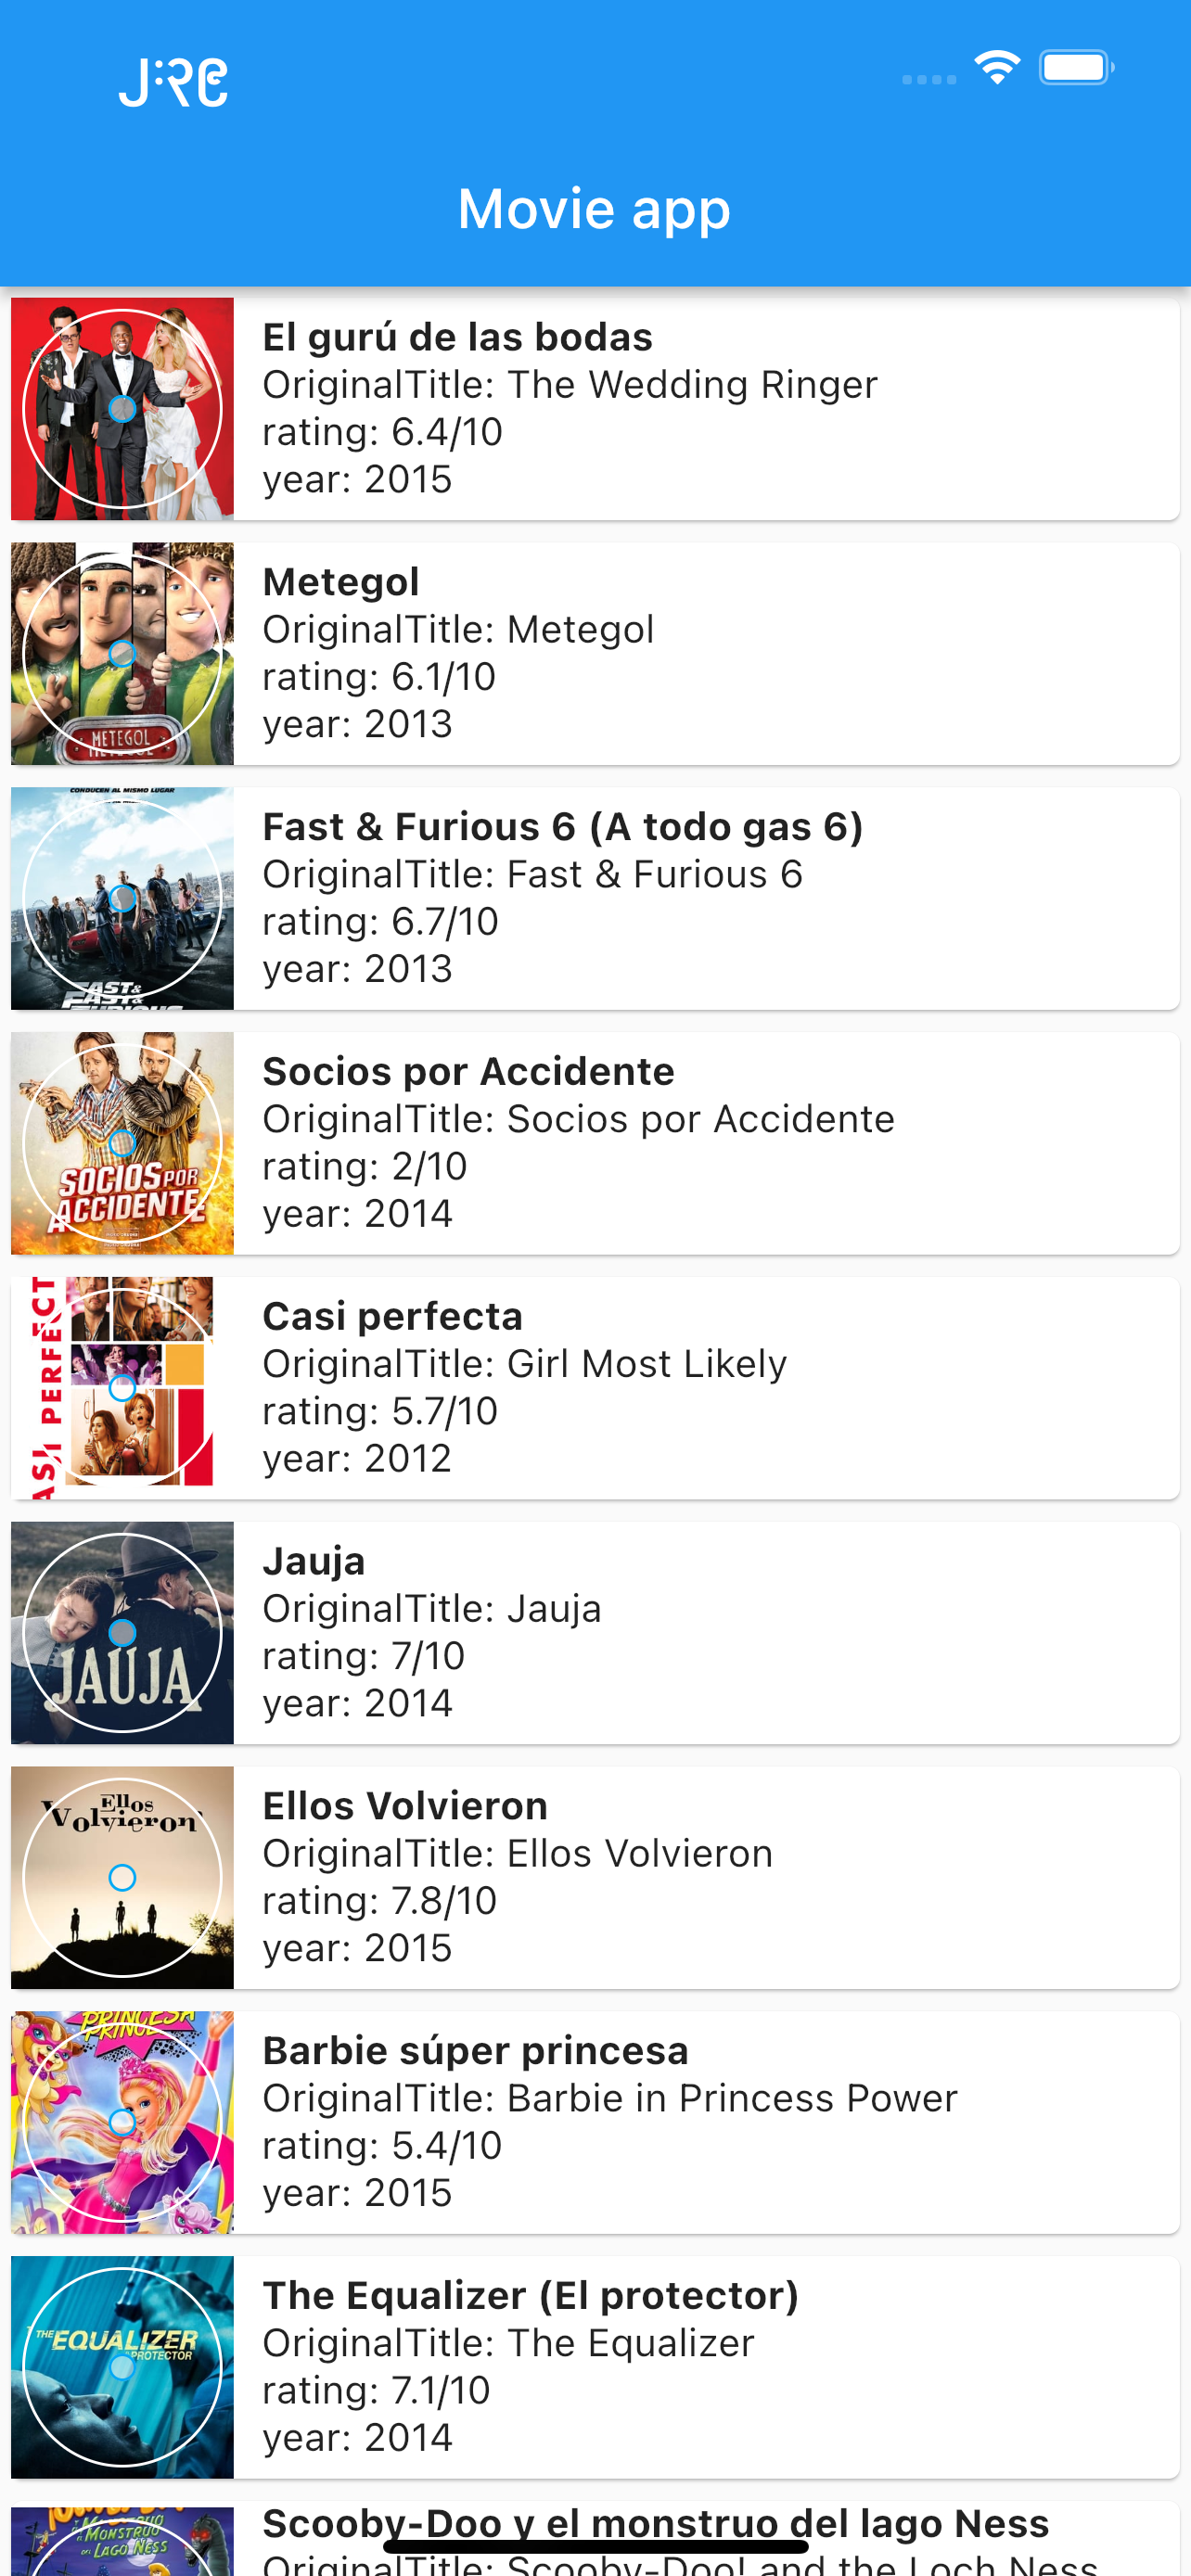 Movie app
El gurú de las bodas
OriginalTitle: The Wedding Ringer
rating: 6.4/10
year: 2015
METEGOL
Metegol
OriginalTitle: Metegol
rating: 6.1/10
year: 2013
CONDUCEN AL MISMO LUGAR
FAST &
Fast & Furious 6 (A todo gas 6)
OriginalTitle: Fast & Furious 6
rating: 6.7/10
year: 2013
SOCIOS POR
ACCIDENTE
Socios por Accidente
OriginalTitle: Socios por Accidente
rating: 2/10
year: 2014
Casi perfecta
OriginalTitle: Girl Most Likely
rating: 5.7/10
year: 2012
JAUJA
Jauja
OriginalTitle: Jauja
rating: 7/10
year: 2014
Ellos
Volvieron
Ellos Volvieron
OriginalTitle: Ellos Volvieron
rating: 7.8/10
year: 2015
Barbie súper princesa
OriginalTitle: Barbie in Princess Power
rating: 5.4/10
year: 2015
THE EQUALIZER
PROTECTOR
The Equalizer (El protector)
OriginalTitle: The Equalizer
rating: 7.1/10
year: 2014
MONSTRUO
DEL LAGO NESS
Scooby-Doo y el monstruo del lago Ness
OriginalTitle: Scooby-Doo! and the Loch Ness